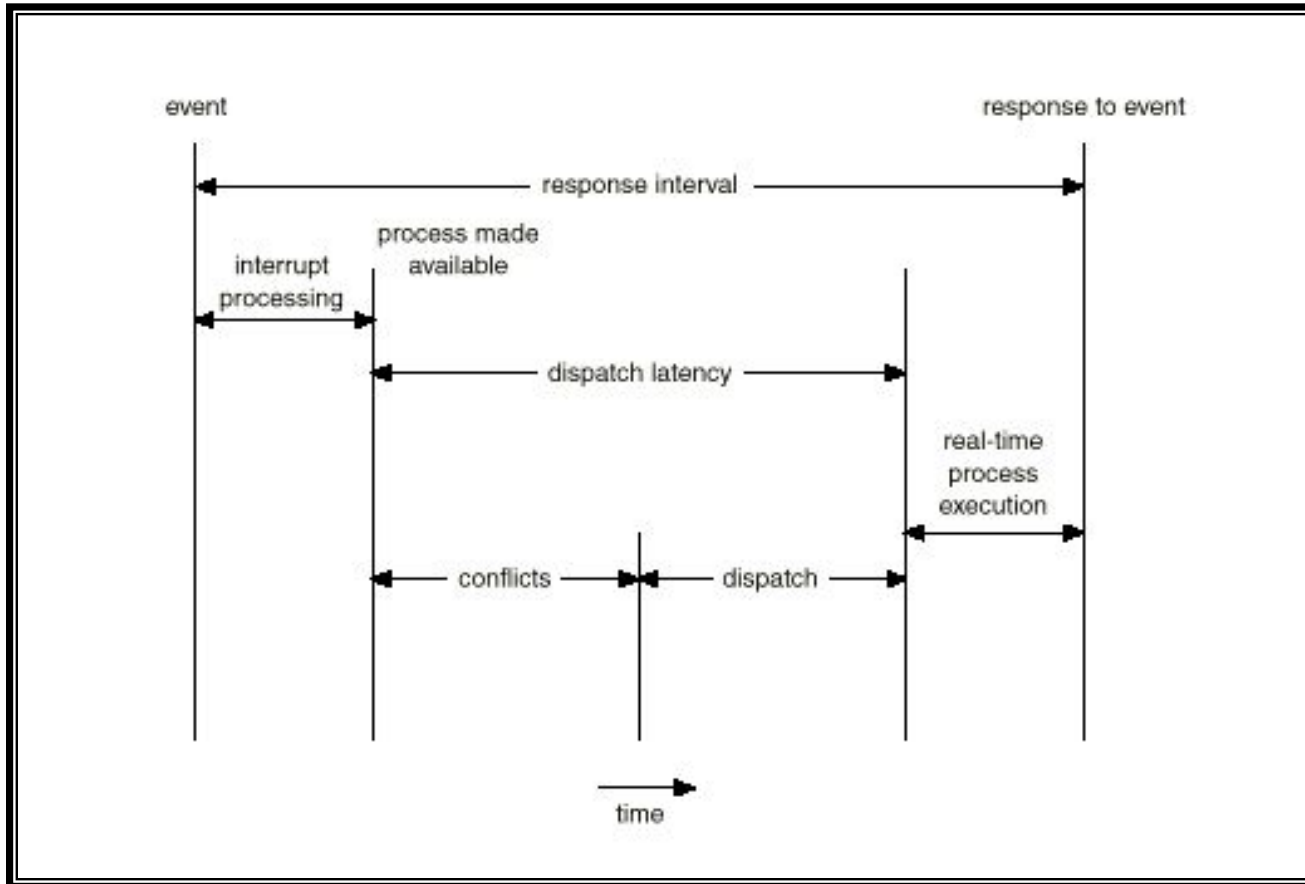 event
response to event
response interval
process made
available
interrupt
processing
dispatch latency
real-time
process
execution
conflicts
dispatch
time